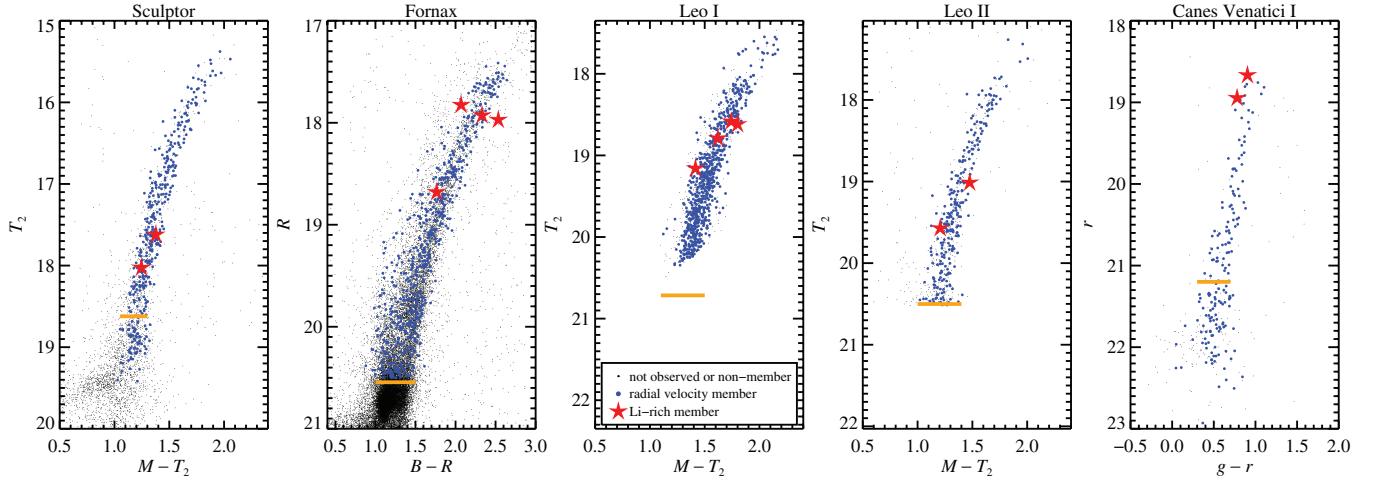 Sculptor
Fornax
Leo I
Leo II
Canes Venatici I
15
16
17
18
19
20
T2
0.5 1.0 1.5 2.0
M − T2
17
18
19
20
21
R
0.5 1.0 1.5 2.0 2.5 3.0
B − R
18
19
20
21
22
T2
not observed or non−member
radial velocity member
Li−rich member
0.5 1.0 1.5 2.0
M − T2
18
19
20
21
22
T2
0.5 1.0 1.5 2.0
M − T2
18
19
20
21
22
23
r
−0.5 0.0 0.5 1.0 1.5 2.0
g − r